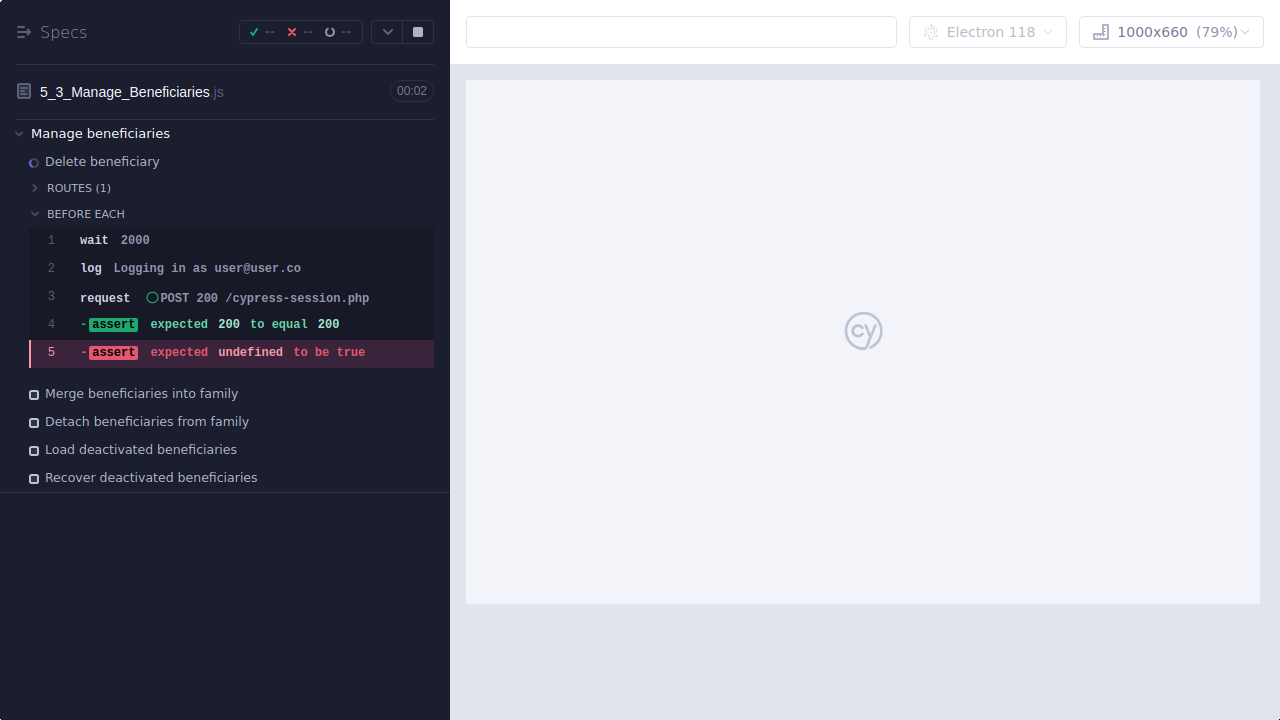 Specs
-- -- --
5_3_Manage_Beneficiaries.js 00:02
Manage beneficiaries
Delete beneficiary
ROUTES (1)
BEFORE EACH
1 wait 2000
2 log Logging in as user@user.co
3 request POST 200 /cypress-session.php
4 -assert expected 200 to equal 200
5 -assert expected undefined to be true
Merge beneficiaries into family
Detach beneficiaries from family
Load deactivated beneficiaries
Recover deactivated beneficiaries
Electron 118
1000x660 (79%)
cy